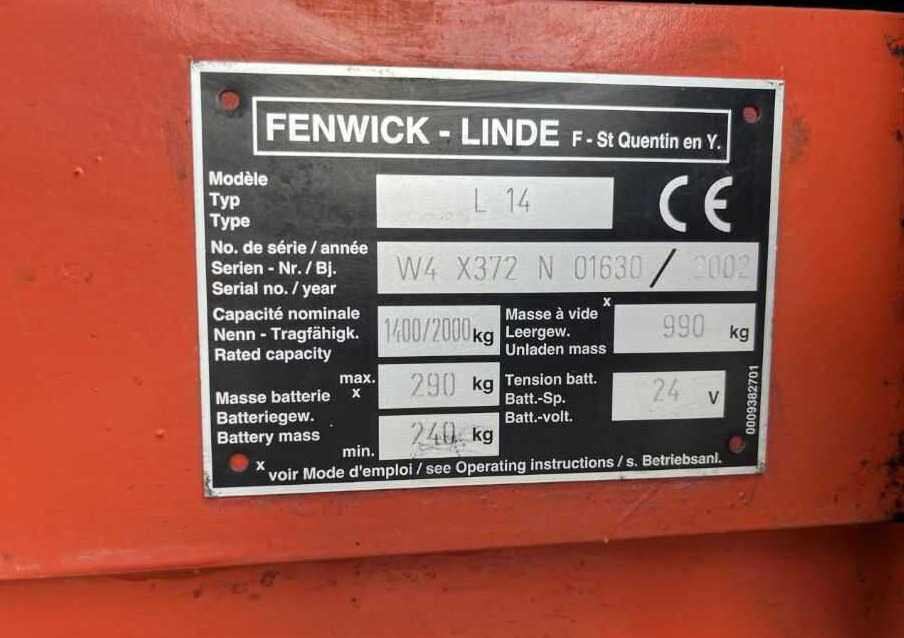 FENWICK - LINDE F - St Quentin en Y.
Modèle
Typ
Type
L 14
CE
No. de série / année
Serien - Nr. / Bj.
Serial no. / year
W4 X372 N 01630 / 2002
Capacité nominale
Nenn - Tragfähigk.
Rated capacity
1400/2000 kg
x
Masse à vide
Leergew.
Unladen mass
990 kg
max.
Masse batterie x
Batteriegew.
Battery mass
min.
290 kg
240 kg
Tension batt.
Batt.-Sp.
Batt.-volt.
24 V
0009382701
x voir Mode d'emploi / see Operating instructions / s. Betriebsanl.